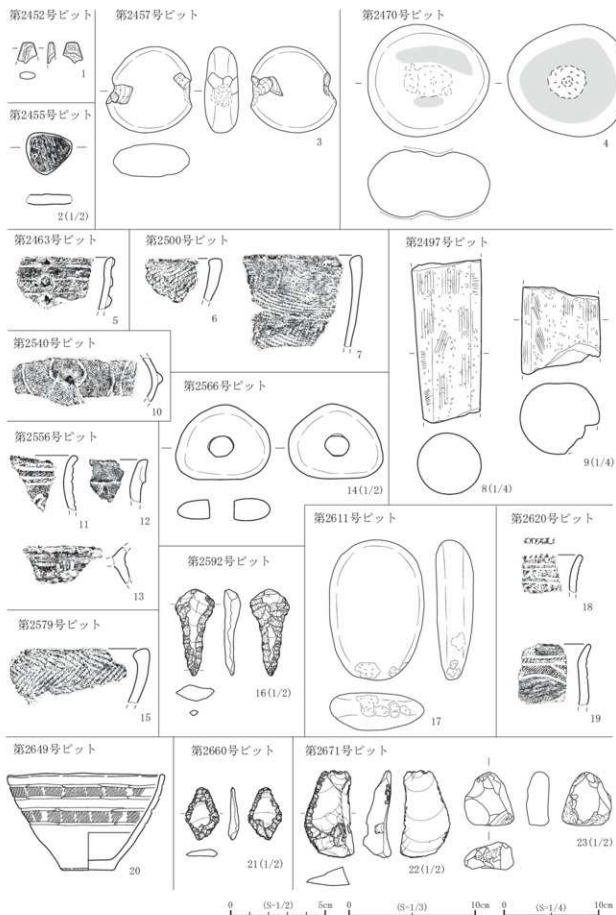 第2452号ピット
1
第2455号ピット
2(1/2)
第2457号ピット
3
第2470号ピット
4
第2463号ピット
5
第2500号ピット
6
7
第2497号ピット
8(1/4)
9(1/4)
第2540号ピット
10
第2556号ピット
11
12
13
第2566号ピット
14(1/2)
第2579号ピット
15
第2592号ピット
16(1/2)
第2611号ピット
17
第2620号ピット
18
19
第2649号ピット
20
第2660号ピット
21(1/2)
第2671号ピット
22(1/2)
23(1/2)
0 (S=1/2) 5cm
0 (S=1/3) 10cm
0 (S=1/4) 10cm